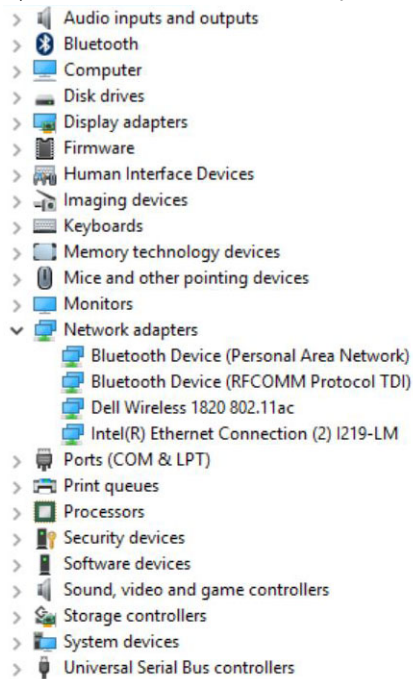 Audio inputs and outputs
Bluetooth
Computer
Disk drives
Display adapters
Firmware
Human Interface Devices
Imaging devices
Keyboards
Memory technology devices
Mice and other pointing devices
Monitors
Network adapters
Bluetooth Device (Personal Area Network)
Bluetooth Device (RFCOMM Protocol TDI)
Dell Wireless 1820 802.11ac
Intel(R) Ethernet Connection (2) I219-LM
Ports (COM & LPT)
Print queues
Processors
Security devices
Software devices
Sound, video and game controllers
Storage controllers
System devices
Universal Serial Bus controllers